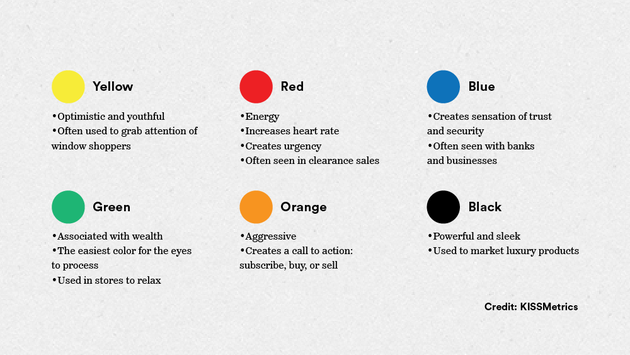 Yellow
•Optimistic and youthful
•Often used to grab attention of
window shoppers
Red
•Energy
•Increases heart rate
•Creates urgency
•Often seen in clearance sales
Blue
•Creates sensation of trust
and security
•Often seen with banks
and businesses
Green
•Associated with wealth
•The easiest color for the eyes
to process
•Used in stores to relax
Orange
•Aggressive
•Creates a call to action:
subscribe, buy, or sell
Black
•Powerful and sleek
•Used to market luxury products
Credit: KISSMetrics